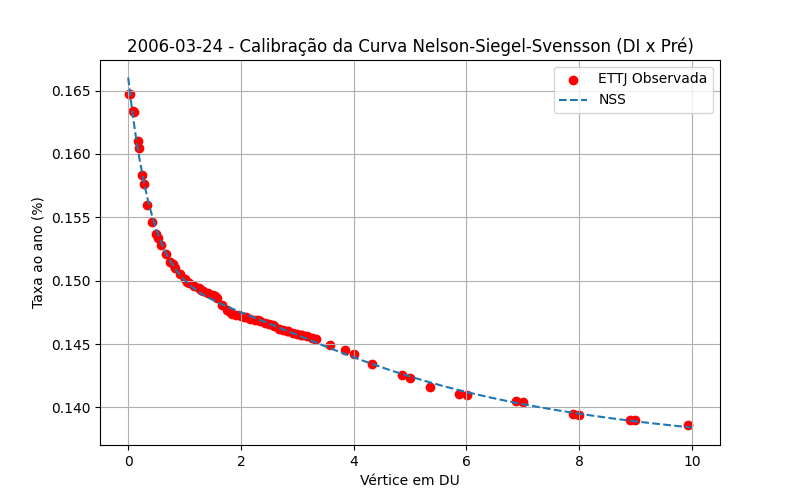 2006-03-24 - Calibração da Curva Nelson-Siegel-Svensson (DI x Pré)
ETTJ Observada
NSS
Taxa ao ano (%)
0.165
0.160
0.155
0.150
0.145
0.140
0 2 4 6 8 10
Vértice em DU